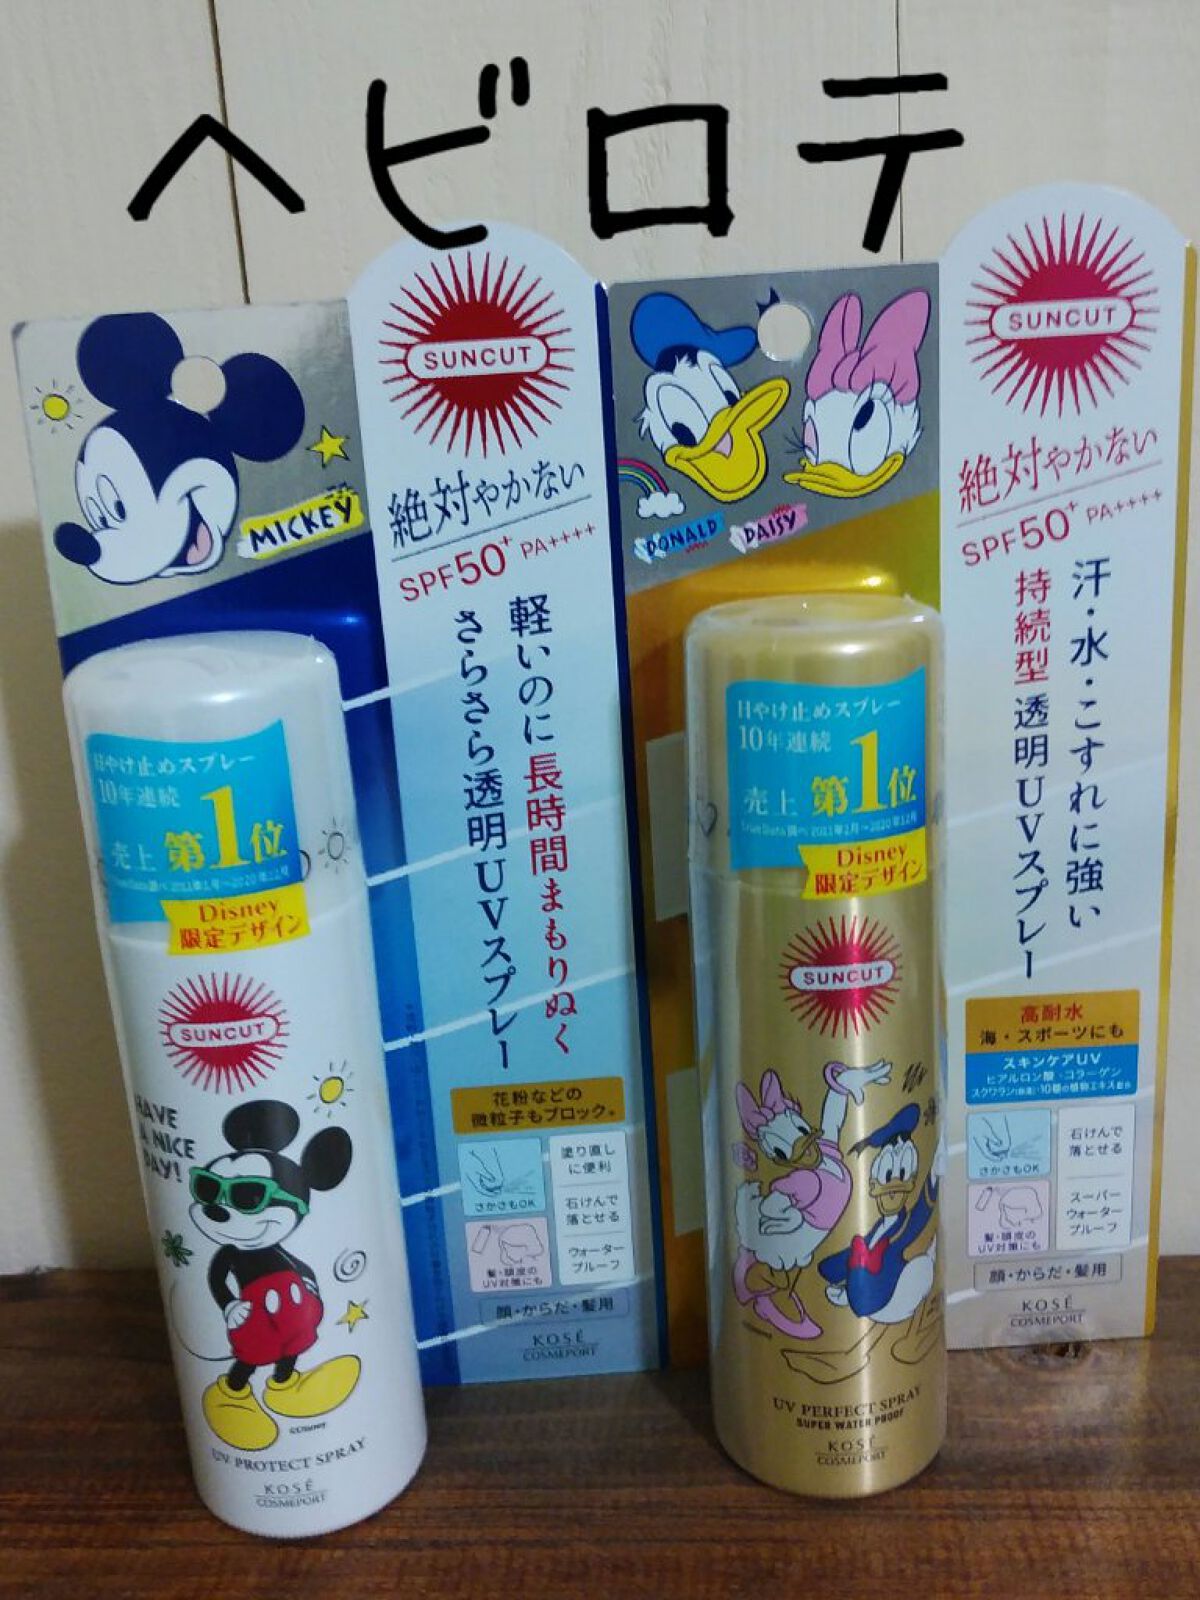 ヘビロテ
MICKEY
SUNCUT
絶対やかない
SPF50+ PA++++
軽いのに長時間まもりぬく
さらさら透明UVスプレー
花粉などの
微粒子もブロック。
さかさもOK
髪・頭皮の
UV対策にも
塗り直し
に便利
石けんで
落とせる
ウォーター
プルーフ
顔・からだ・髪用
KOSÉ
COSMEPORT
日やけ止めスプレー
10年連続
売上 第1位
Disney
限定デザイン
SUNCUT
HAVE
A NICE
DAY!
©Disney
UV PROTECT SPRAY
KOSÉ
COSMEPORT
DONALD DAISY
SUNCUT
絶対やかない
SPF50+ PA++++
汗・水・こすれに強い
持続型 透明UVスプレー
高耐水
海・スポーツにも
スキンケアUV
ヒアルロン酸・コラーゲン
さかさもOK
髪・頭皮の
UV対策にも
石けんで
落とせる
スーパー
ウォーター
プルーフ
顔・からだ・髪用
KOSÉ
COSMEPORT
日やけ止めスプレー
10年連続
売上 第1位
Disney
限定デザイン
SUNCUT
UV PERFECT SPRAY
SUPER WATER PROOF
KOSÉ
COSMEPORT